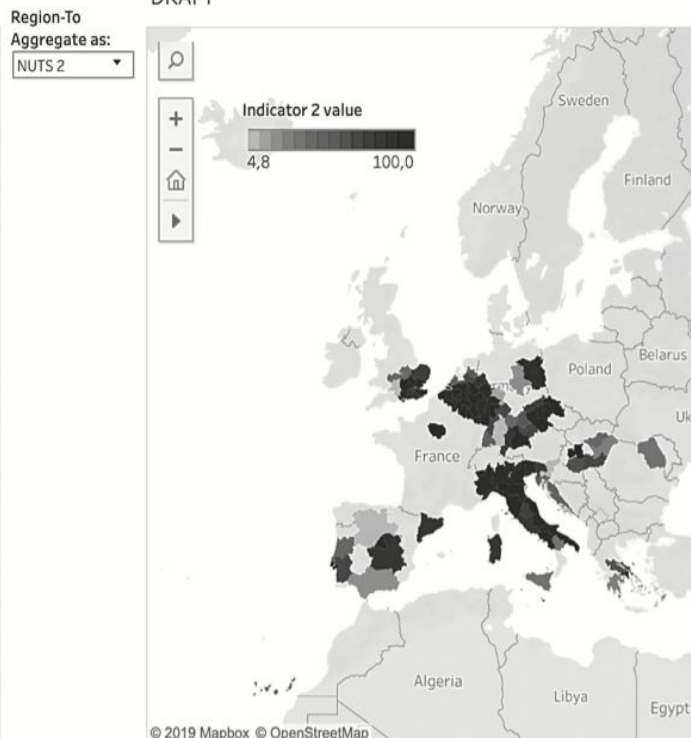 Region-To
Aggregate as:
NUTS 2
Indicator 2 value
4,8 100,0
Sweden
Finland
Norway
Belarus
Poland
France
Algeria
Libya
Egypt
© 2019 Mapbox © OpenStreetMap